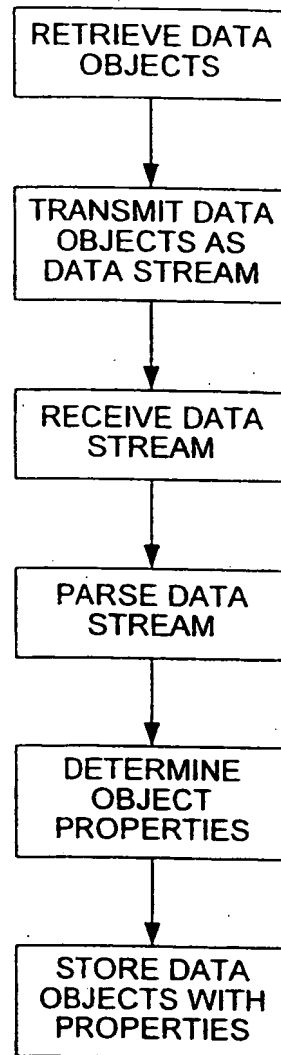 RETRIEVE DATA
OBJECTS
TRANSMIT DATA
OBJECTS AS
DATA STREAM
RECEIVE DATA
STREAM
PARSE DATA
STREAM
DETERMINE
OBJECT
PROPERTIES
STORE DATA
OBJECTS WITH
PROPERTIES